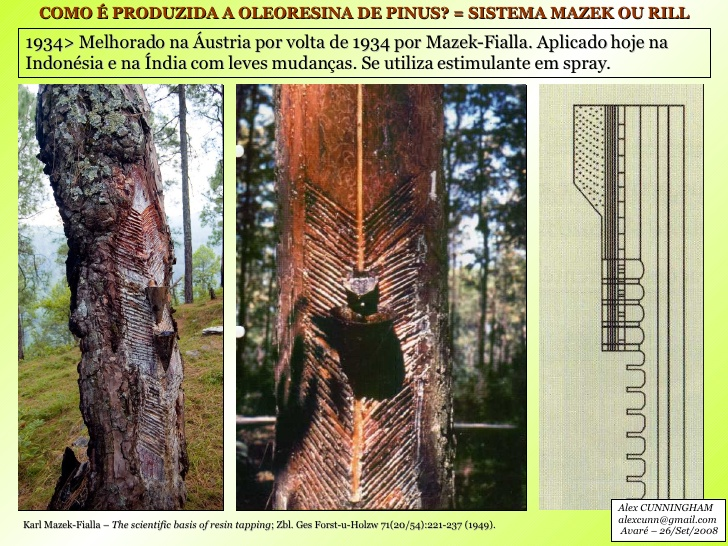 COMO É PRODUZIDA A OLEORESINA DE PINUS? = SISTEMA MAZEK OU RILL
1934> Melhorado na Áustria por volta de 1934 por Mazek-Fialla. Aplicado hoje na
Indonésia e na Índia com leves mudanças. Se utiliza estimulante em spray.
Karl Mazek-Fialla – The scientific basis of resin tapping; Zbl. Ges Forst-u-Holzw 71(20/54):221-237 (1949).
Alex CUNNINGHAM
alexcunn@gmail.com
Avaré – 26/Set/2008